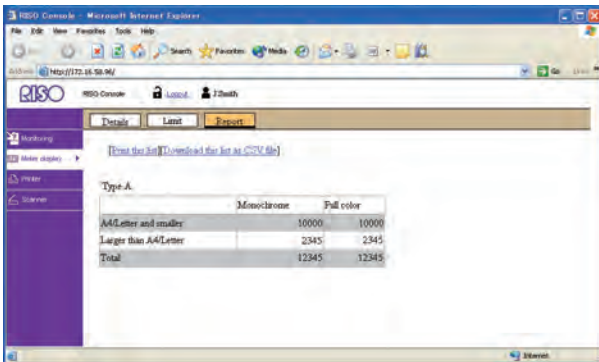 RISO Console - Microsoft Internet Explorer
File Edit View Favorites Tools Help
Search Favorites Media
Address http://172.16.58.96/ Go
RISO RISO Console Logout J.Smith
Details Limit Report
Monitoring
Meter display
Printer
Scanner
[Print this list][Download this list as CSV file]
Type-A
Monochrome Full color
A4/Letter and smaller 10000 10000
Larger than A4/Letter 2345 2345
Total 12345 12345
Internet